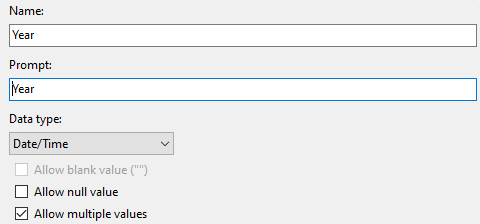 Name:
Year
Prompt:
Year
Data type:
Date/Time
Allow blank value ("")
Allow null value
Allow multiple values